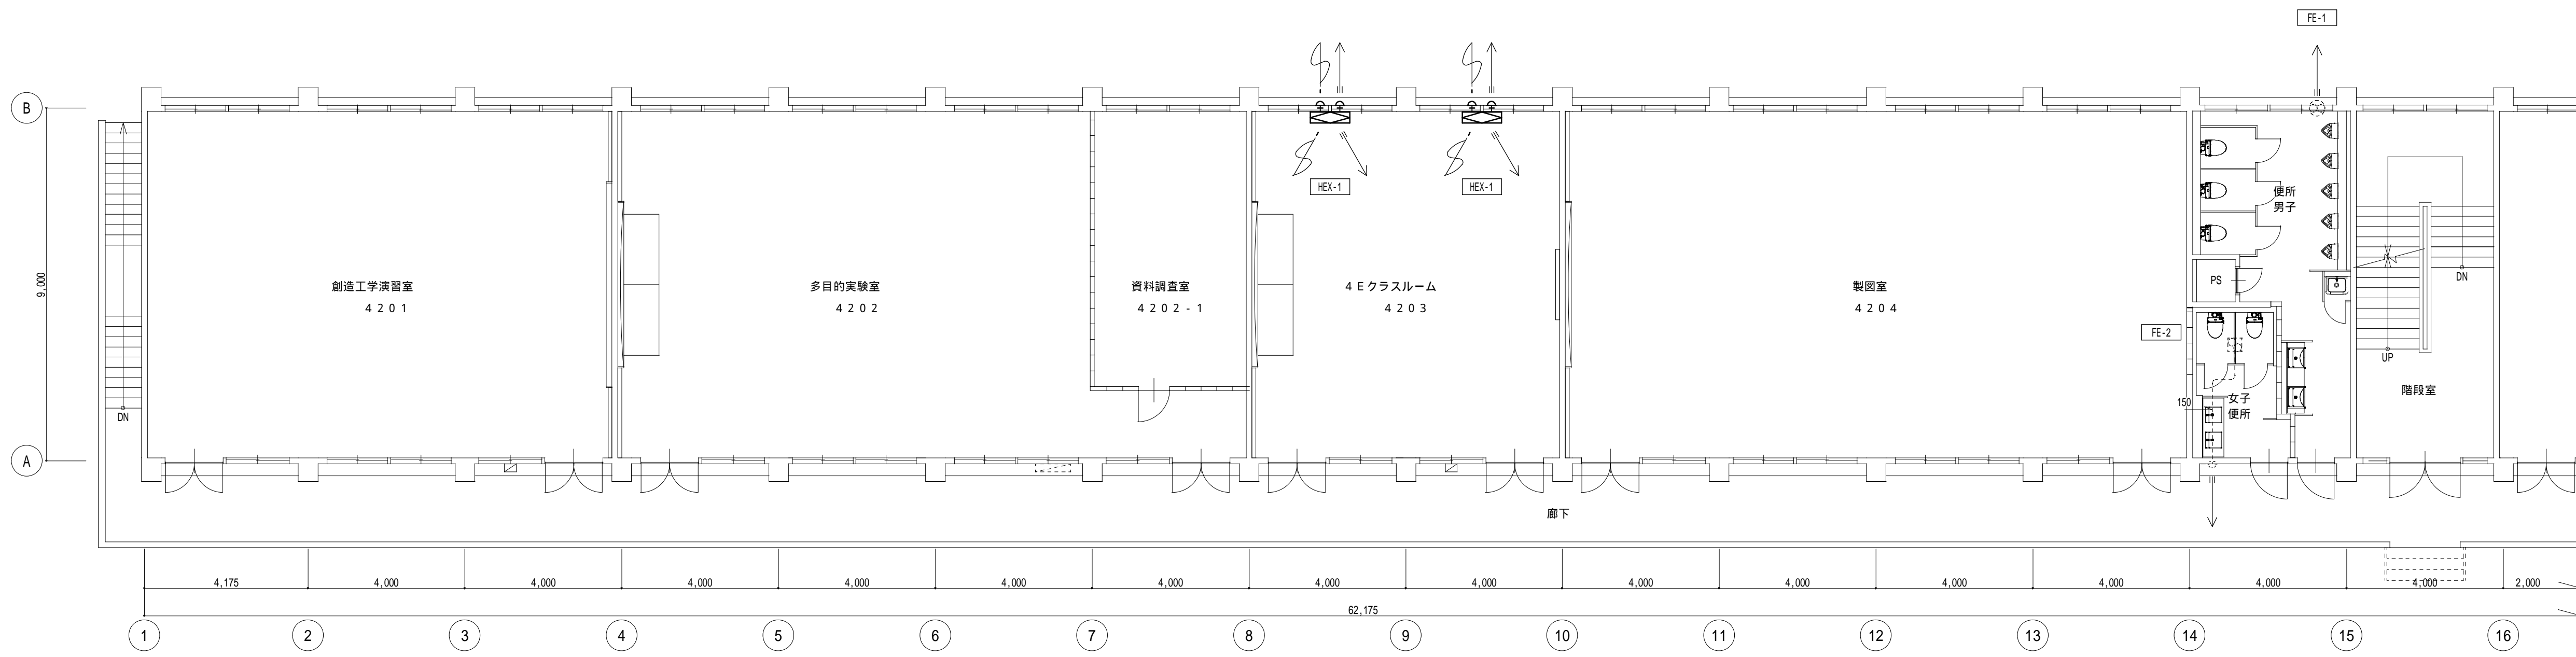 FE-1
B
9,000
A
DN
創造工学演習室
４２０１
多目的実験室
４２０２
資料調査室
４２０２-１
HEX-1
HEX-1
４Ｅクラスルーム
４２０３
製図室
４２０４
FE-2
便所
男子
PS
150
女子
便所
DN
UP
階段室
廊下
4,175
4,000
4,000
4,000
4,000
4,000
4,000
4,000
4,000
4,000
4,000
4,000
4,000
4,000
4,000
2,000
62,175
1
2
3
4
5
6
7
8
9
10
11
12
13
14
15
16